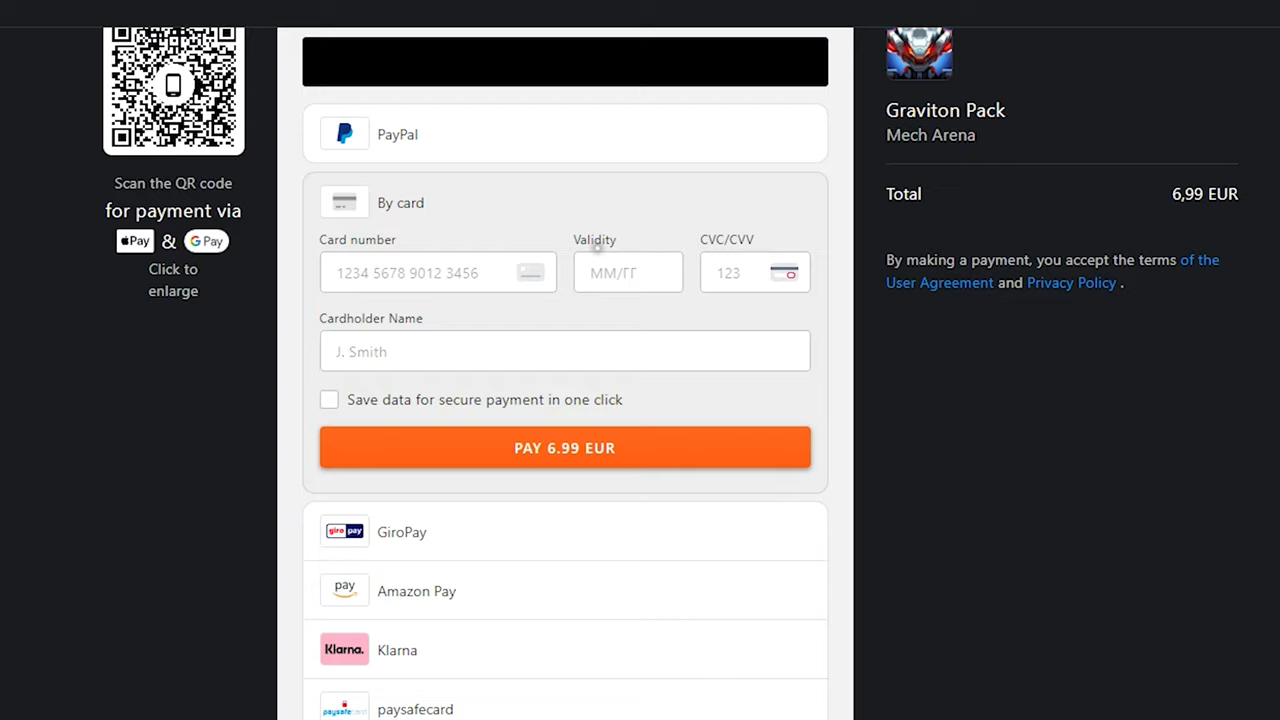 Scan the QR code
for payment via
Pay & G Pay
Click to
enlarge
PayPal
By card
Card number
Validity
CVC/CVV
1234 5678 9012 3456
MM/ГГ
123
Cardholder Name
J. Smith
Save data for secure payment in one click
PAY 6.99 EUR
giro pay
GiroPay
pay
Amazon Pay
Klarna.
Klarna
paysafecard
paysafecard
Graviton Pack
Mech Arena
Total 6,99 EUR
By making a payment, you accept the terms of the
User Agreement and Privacy Policy .